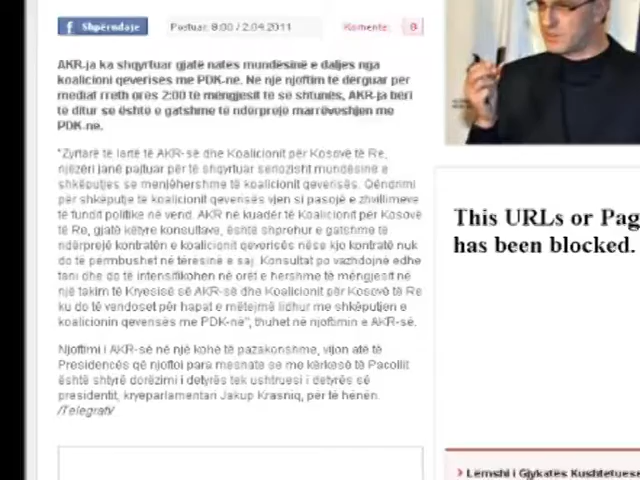 Shpërndaje
Postuar: 8:00 / 2.04.2011
Komente: 0
AKR-ja ka shqyrtuar gjatë natës mundësinë e daljes nga
koalicioni qeverisës me PDK-në. Në një njoftim të dërguar për
mediat rreth orës 2:00 të mëngjesit të së shtunës, AKR-ja bëri
të ditur se është e gatshme të ndërprejë marrëveshjen me
PDK-në.
"Zyrtarë të lartë të AKR-së dhe Koalicionit për Kosovë të Re,
njëzëri janë pajtuar për të shqyrtuar seriozisht mundësinë e
shkëputjes se menjëhershme të koalicionit qeverisës. Qëndrimi
për shkëputje të koalicionit qeverisës vjen si pasojë e zhvillimeve
të fundit politike në vend. AKR në kuadër të Koalicionit për Kosovë
të Re, gjatë këtyre konsultave, është shprehur e gatshme të
ndërprejë kontratën e koalicionit qeverisës nëse kjo kontratë nuk
do të përmbushet në tërësinë e saj. Konsultat po vazhdojnë edhe
tani dhe do të intensifikohen në orët e hershme të mëngjesit në
një takim të Kryesisë së AKR-së dhe Koalicionit për Kosovë të Re
ku do të vendoset për hapat e mëtejmë lidhur me shkëputjen e
koalicionin qeverisës me PDK-në", thuhet në njoftimin e AKR-së.
Njoftimi i AKR-së në një kohë të pazakonshme, vijon atë të
Presidencës që njoftoi para mesnate se me kërkesë të Pacollit
është shtyrë dorëzimi i detyrës tek ushtruesi i detyrës së
presidentit, kryeparlamentari Jakup Krasniq, për të hënën.
/Telegrafi/
This URLs or Pag
has been blocked.
Lëmshi i Gjykatës Kushtetuese